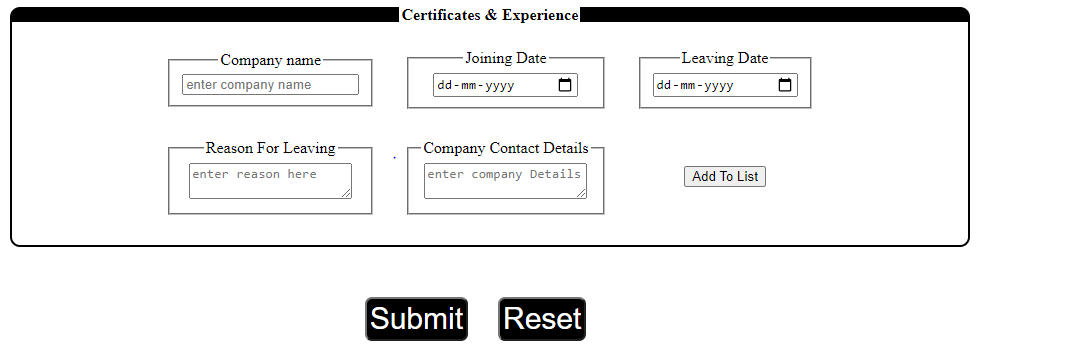 Certificates & Experience
Company name Joining Date Leaving Date
enter company name dd-mm-yyyy dd-mm-yyyy
Reason For Leaving Company Contact Details
enter reason here enter company Details Add To List
Submit Reset